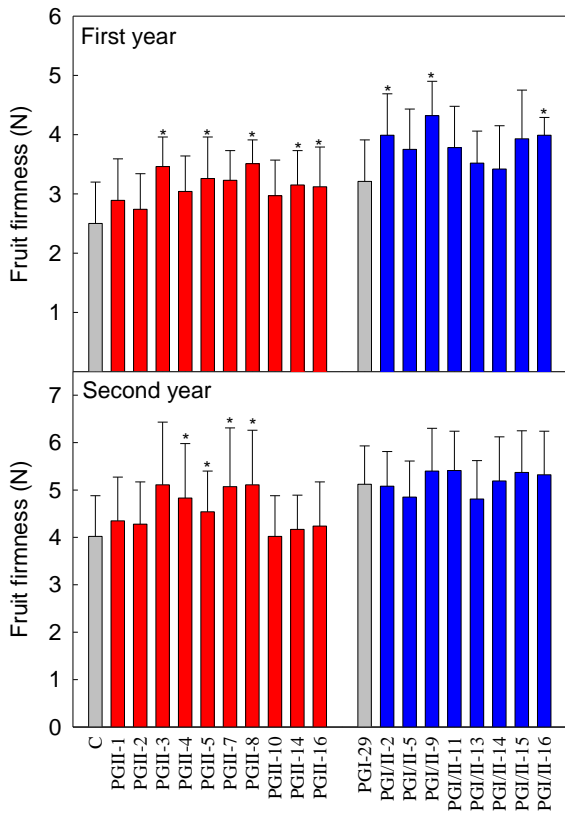 6
First year
5
4
3
2
1
Fruit firmness (N)
* * * * *
* * *
7
Second year
6
5
4
3
2
1
0
Fruit firmness (N)
* * * *
C
PGII-1
PGII-2
PGII-3
PGII-4
PGII-5
PGII-7
PGII-8
PGII-10
PGII-14
PGII-16
PGI-29
PGI/II-2
PGI/II-5
PGI/II-9
PGI/II-11
PGI/II-13
PGI/II-14
PGI/II-15
PGI/II-16